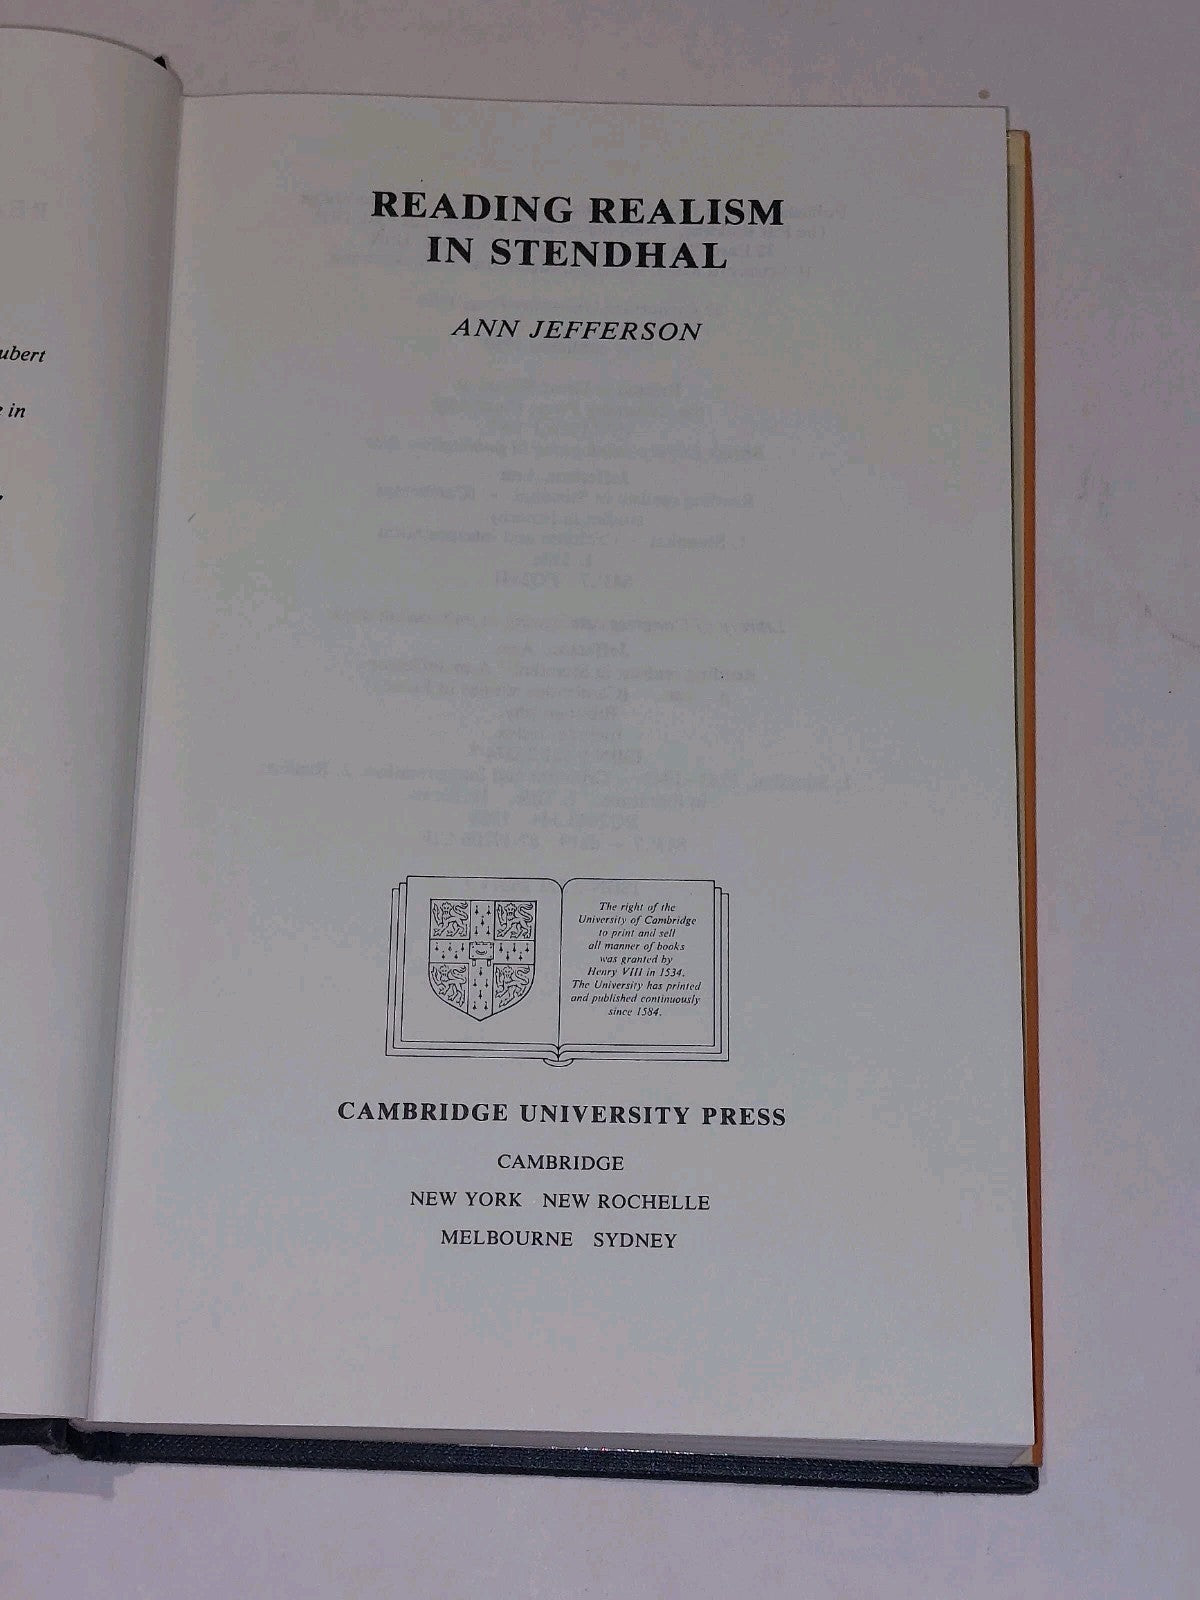 ubert
e in
READING REALISM
IN STENDHAL
ANN JEFFERSON
The right of the
University of Cambridge
to print and sell
all manner of books
was granted by
Henry VIII in 1534.
The University has printed
and published continuously
since 1584.
CAMBRIDGE UNIVERSITY PRESS
CAMBRIDGE
NEW YORK NEW ROCHELLE
MELBOURNE SYDNEY